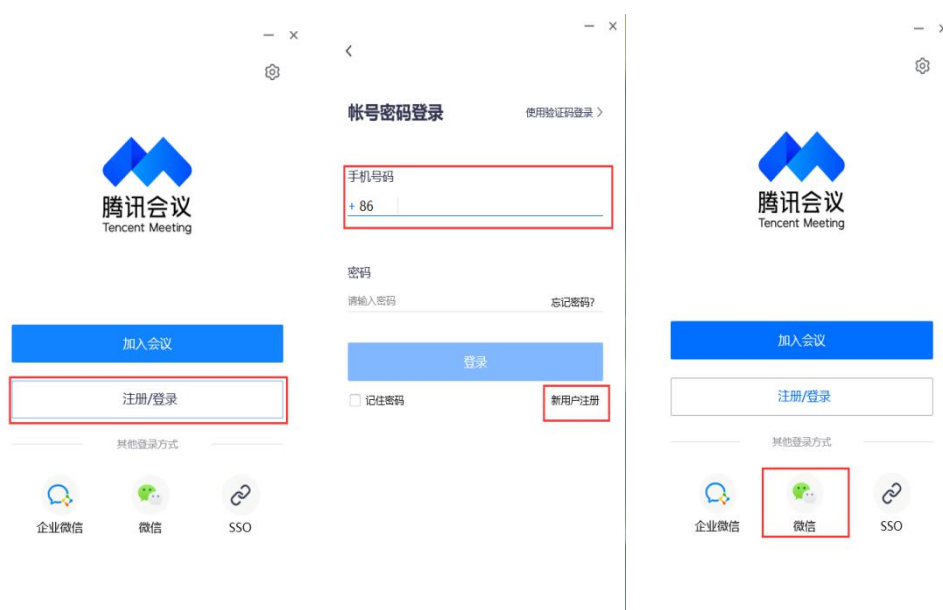 腾讯会议
Tencent Meeting
加入会议
注册/登录
其他登录方式
企业微信
微信
SSO
帐号密码登录
使用验证码登录 >
手机号码
+ 86
密码
请输入密码
忘记密码?
登录
记住密码
新用户注册
腾讯会议
Tencent Meeting
加入会议
注册/登录
其他登录方式
企业微信
微信
SSO